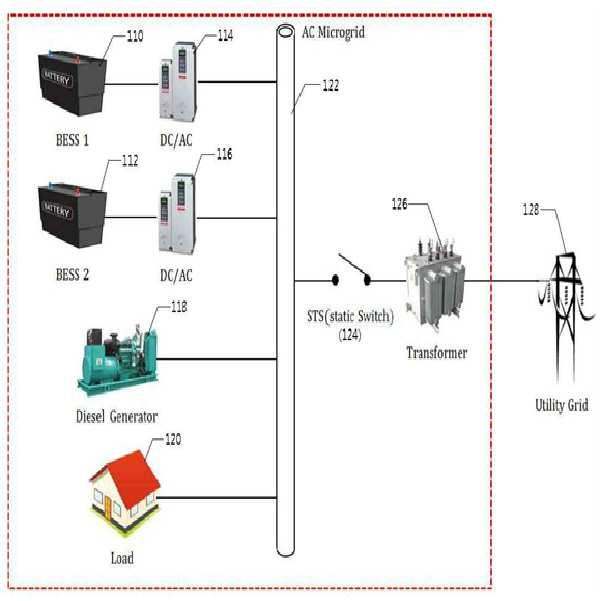 110
114
AC Microgrid
BATTERY
122
BESS 1
DC/AC
112
116
BATTERY
126
128
BESS 2
DC/AC
118
STS(static Switch)
(124)
Transformer
Diesel Generator
Utility Grid
120
Load